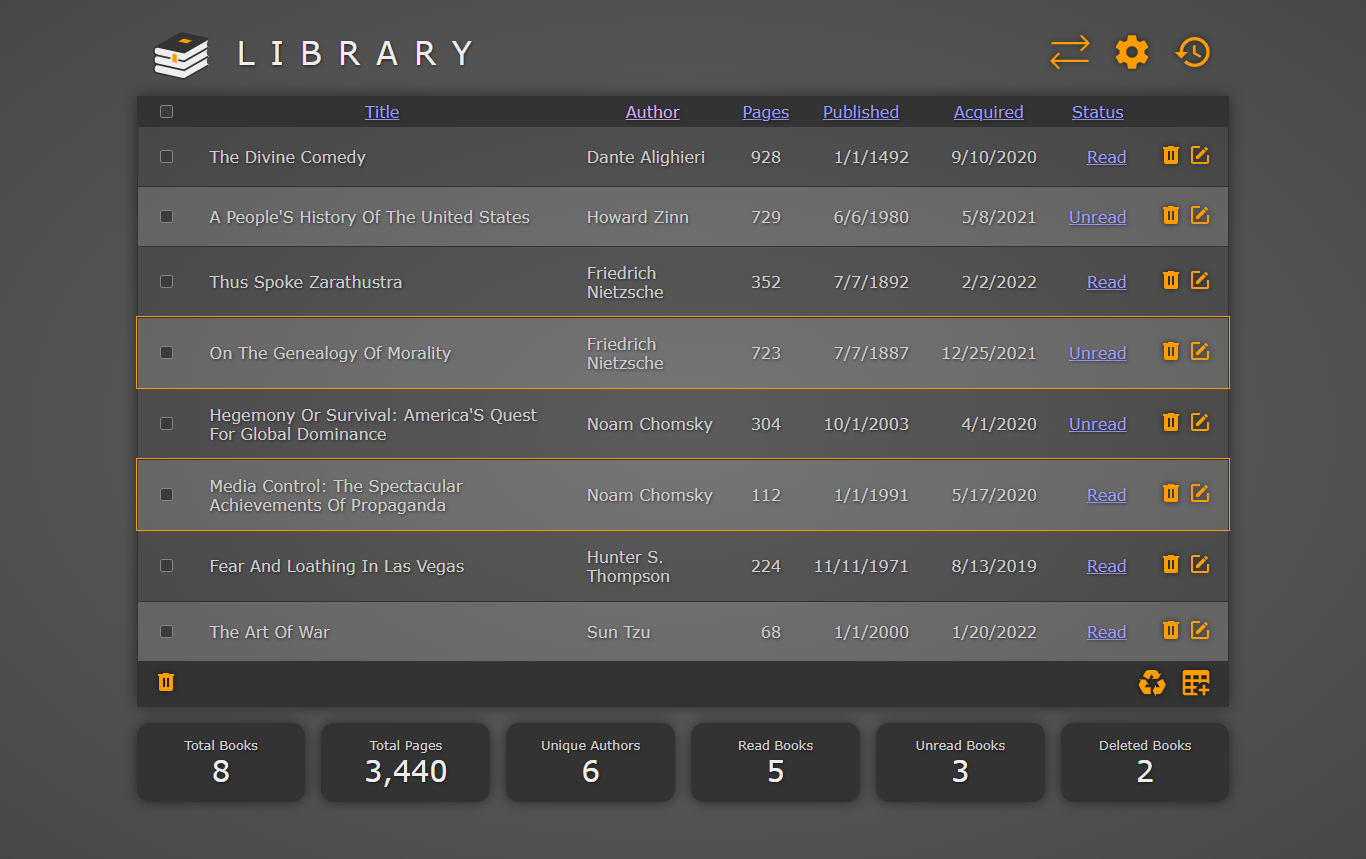 LIBRARY
Title Author Pages Published Acquired Status
The Divine Comedy Dante Alighieri 928 1/1/1492 9/10/2020 Read
A People'S History Of The United States Howard Zinn 729 6/6/1980 5/8/2021 Unread
Thus Spoke Zarathustra Friedrich Nietzsche 352 7/7/1892 2/2/2022 Read
On The Genealogy Of Morality Friedrich Nietzsche 723 7/7/1887 12/25/2021 Unread
Hegemony Or Survival: America'S Quest
For Global Dominance Noam Chomsky 304 10/1/2003 4/1/2020 Unread
Media Control: The Spectacular
Achievements Of Propaganda Noam Chomsky 112 1/1/1991 5/17/2020 Read
Fear And Loathing In Las Vegas Hunter S. Thompson 224 11/11/1971 8/13/2019 Read
The Art Of War Sun Tzu 68 1/1/2000 1/20/2022 Read
Total Books Total Pages Unique Authors Read Books Unread Books Deleted Books
8 3,440 6 5 3 2